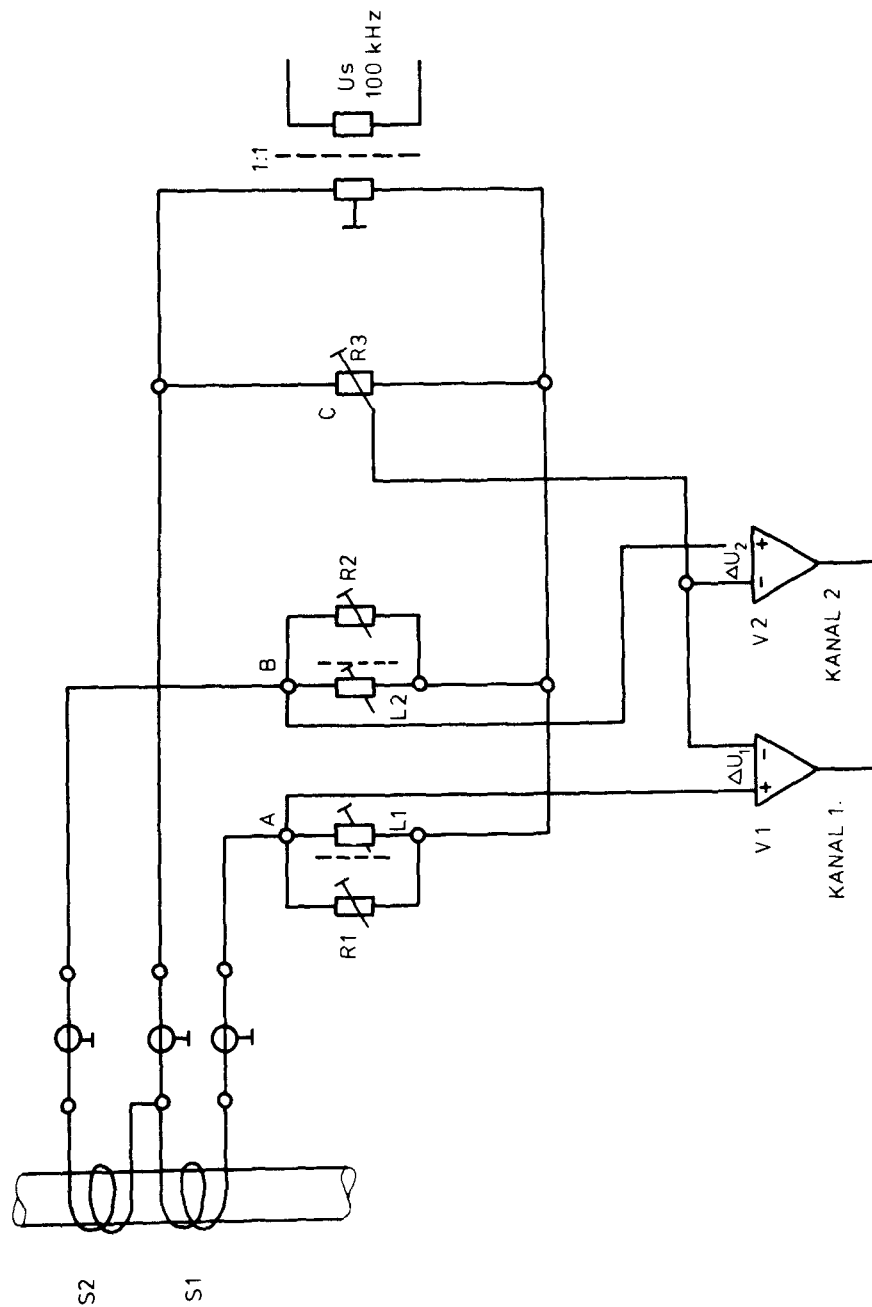 S2
S1
A
B
R1
L1
L2
R2
C
R3
1:1
Us
100 kHz
ΔU1
+
-
V1
KANAL 1.
ΔU2
-
+
V2
KANAL 2